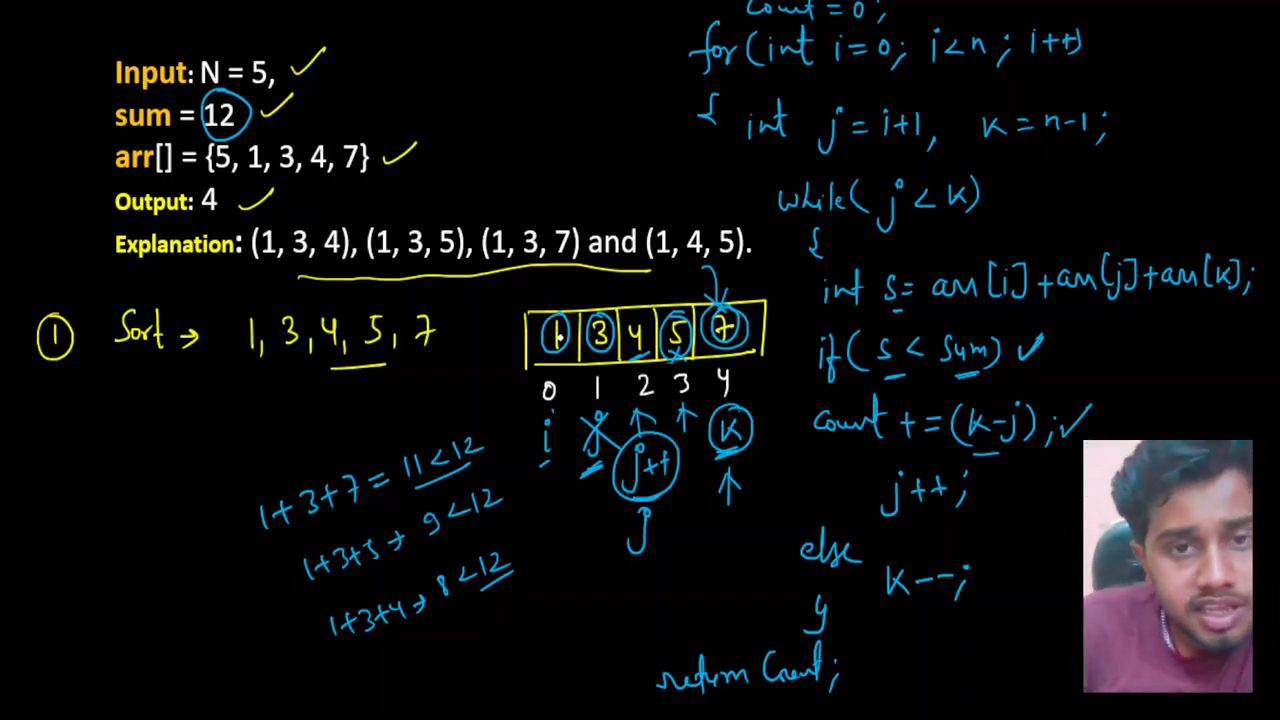 Input: N = 5,
sum = 12
arr[] = {5, 1, 3, 4, 7}
Output: 4
Explanation: (1, 3, 4), (1, 3, 5), (1, 3, 7) and (1, 4, 5).
① Sort → 1, 3, 4, 5, 7
1 3 4 5 7
0 1 2 3 4
i j j++ K
j
1+3+7 = 11 < 12
1+3+5 → 9 < 12
1+3+4 → 8 < 12
count = 0;
for(int i=0; i<n; i++)
{ int j = i+1, K = n-1;
while( j < K)
{
int s = arr[i]+arr[j]+arr[K];
if( s < sum)
count += (K-j);
j++;
else
K--;
}
return Count;